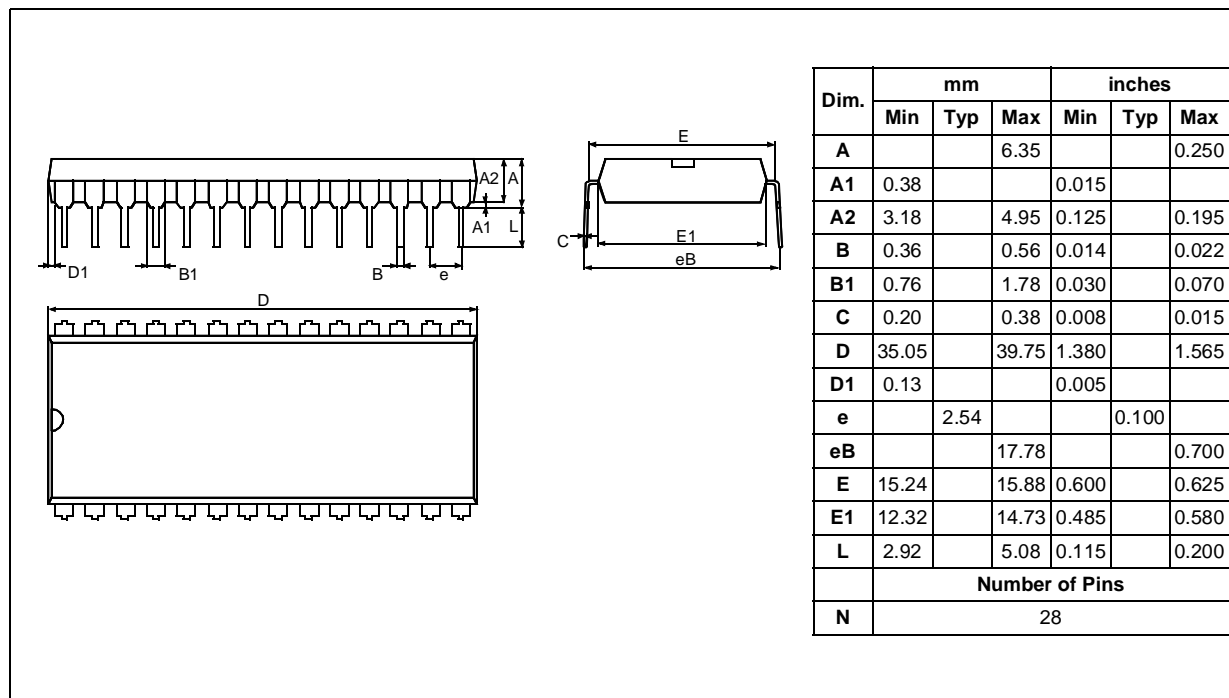 E
A2
A
A1
L
C
E1
eB
D1
B1
B
e
D
Dim.
mm
inches
Min Typ Max Min Typ Max
A 6.35 0.250
A1 0.38 0.015
A2 3.18 4.95 0.125 0.195
B 0.36 0.56 0.014 0.022
B1 0.76 1.78 0.030 0.070
C 0.20 0.38 0.008 0.015
D 35.05 39.75 1.380 1.565
D1 0.13 0.005
e 2.54 0.100
eB 17.78 0.700
E 15.24 15.88 0.600 0.625
E1 12.32 14.73 0.485 0.580
L 2.92 5.08 0.115 0.200
Number of Pins
N 28